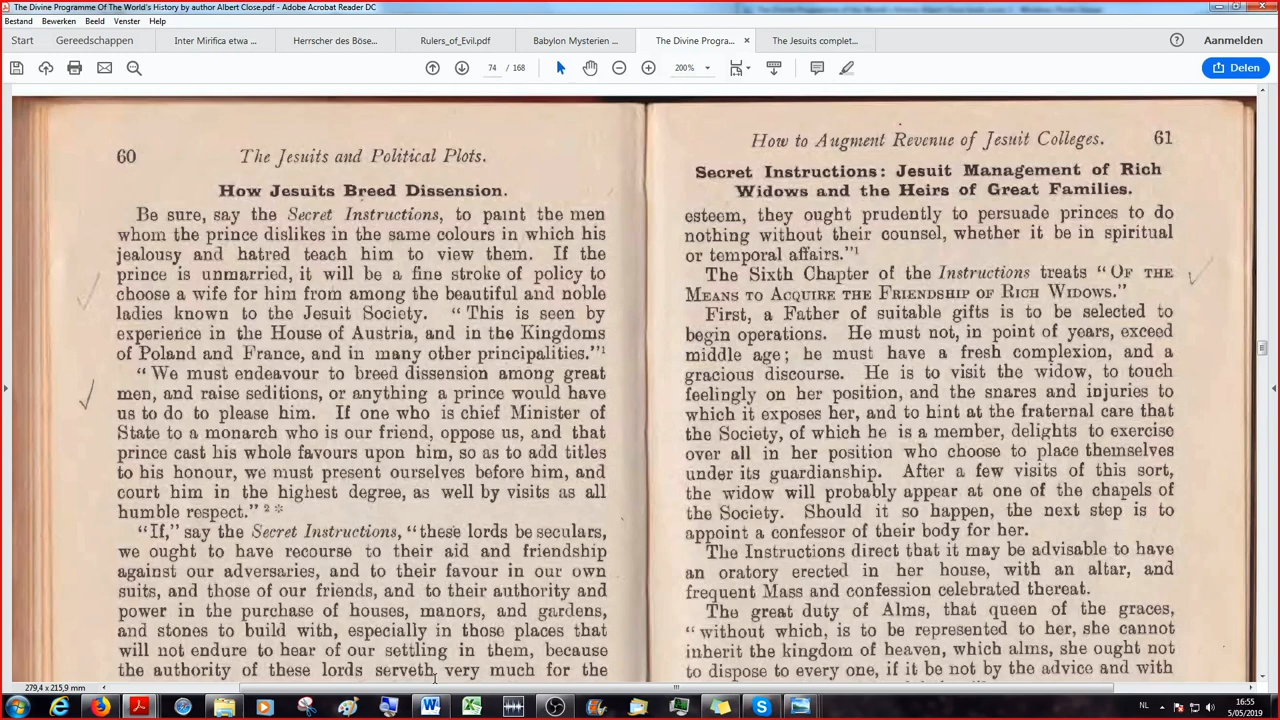 The Divine Programme Of The World's History by author Albert Close.pdf - Adobe Acrobat Reader DC
Bestand Bewerken Beeld Venster Help
Start Gereedschappen Inter Mirifica etwa ... Herrscher des Böse... Rulers_of_Evil.pdf Babylon Mysterien ... The Divine Progra... × The Jesuits complet... Aanmelden
74 / 168 200% Delen
60 The Jesuits and Political Plots.
How Jesuits Breed Dissension.
Be sure, say the Secret Instructions, to paint the men
whom the prince dislikes in the same colours in which his
jealousy and hatred teach him to view them. If the
prince is unmarried, it will be a fine stroke of policy to
choose a wife for him from among the beautiful and noble
ladies known to the Jesuit Society. "This is seen by
experience in the House of Austria, and in the Kingdoms
of Poland and France, and in many other principalities."1
"We must endeavour to breed dissension among great
men, and raise seditions, or anything a prince would have
us to do to please him. If one who is chief Minister of
State to a monarch who is our friend, oppose us, and that
prince cast his whole favours upon him, so as to add titles
to his honour, we must present ourselves before him, and
court him in the highest degree, as well by visits as all
humble respect." 2 *
"If," say the Secret Instructions, "these lords be seculars,
we ought to have recourse to their aid and friendship
against our adversaries, and to their favour in our own
suits, and those of our friends, and to their authority and
power in the purchase of houses, manors, and gardens,
and stones to build with, especially in those places that
will not endure to hear of our settling in them, because
the authority of these lords serveth very much for the
How to Augment Revenue of Jesuit Colleges. 61
Secret Instructions: Jesuit Management of Rich
Widows and the Heirs of Great Families.
esteem, they ought prudently to persuade princes to do
nothing without their counsel, whether it be in spiritual
or temporal affairs."1
The Sixth Chapter of the Instructions treats "OF THE
MEANS TO ACQUIRE THE FRIENDSHIP OF RICH WIDOWS."
First, a Father of suitable gifts is to be selected to
begin operations. He must not, in point of years, exceed
middle age; he must have a fresh complexion, and a
gracious discourse. He is to visit the widow, to touch
feelingly on her position, and the snares and injuries to
which it exposes her, and to hint at the fraternal care that
the Society, of which he is a member, delights to exercise
over all in her position who choose to place themselves
under its guardianship. After a few visits of this sort,
the widow will probably appear at one of the chapels of
the Society. Should it so happen, the next step is to
appoint a confessor of their body for her.
The Instructions direct that it may be advisable to have
an oratory erected in her house, with an altar, and
frequent Mass and confession celebrated thereat.
The great duty of Alms, that queen of the graces,
"without which, is to be represented to her, she cannot
inherit the kingdom of heaven, which alms, she ought not
to dispose to every one, if it be not by the advice and with
279,4 x 215,9 mm
NL 16:55
5/05/2019